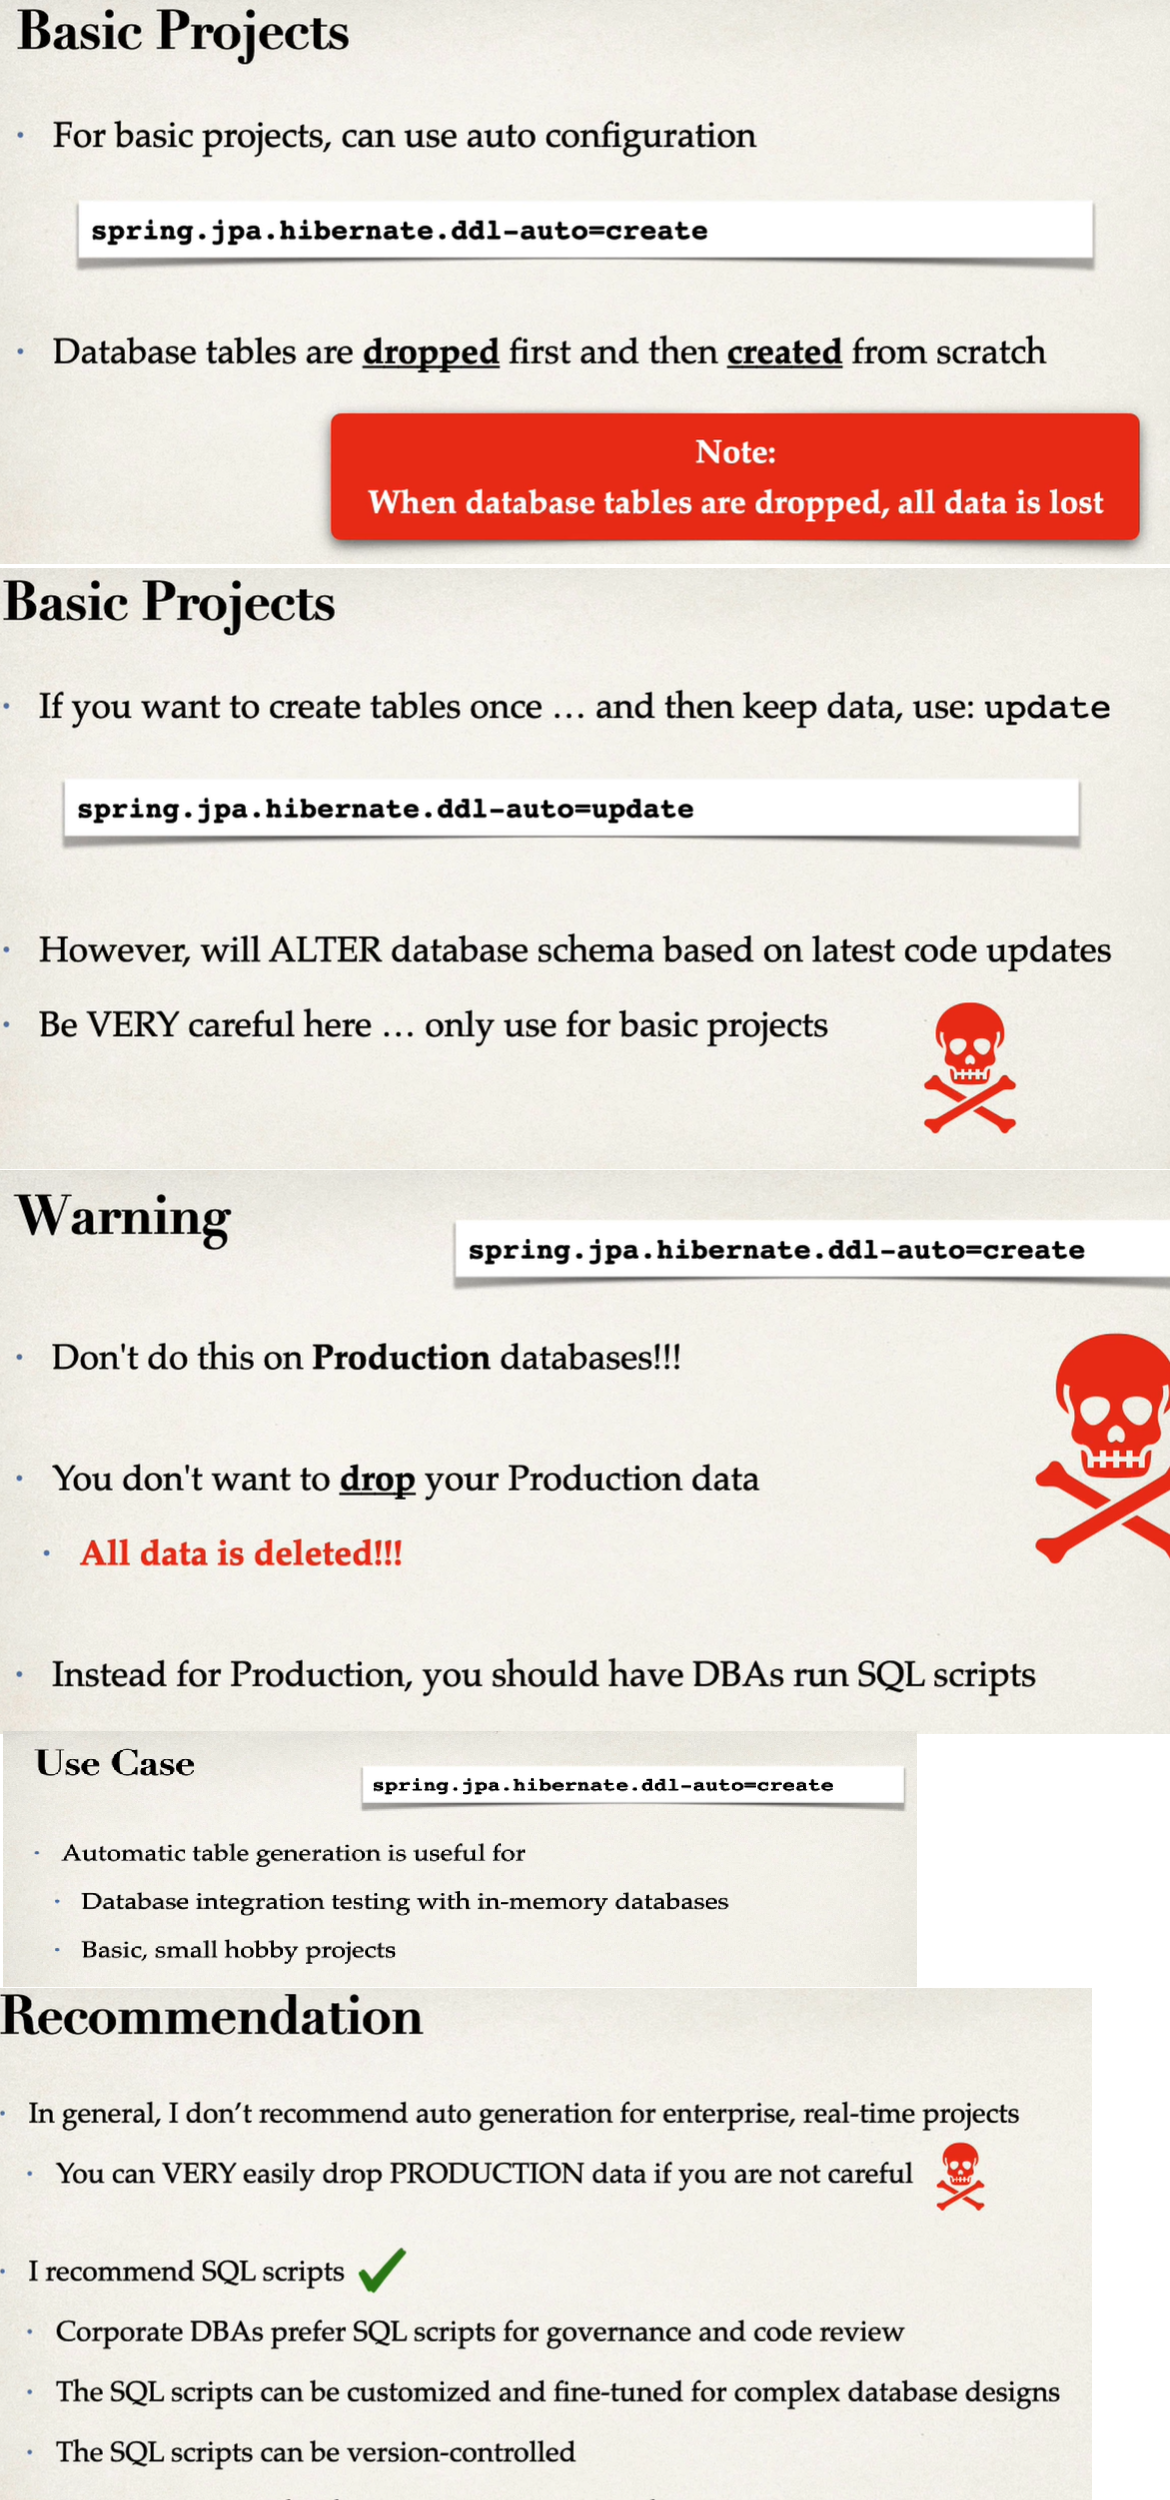 Basic Projects
For basic projects, can use auto configuration
spring.jpa.hibernate.ddl-auto=create
Database tables are dropped first and then created from scratch
Note:
When database tables are dropped, all data is lost
Basic Projects
If you want to create tables once … and then keep data, use: update
spring.jpa.hibernate.ddl-auto=update
However, will ALTER database schema based on latest code updates
Be VERY careful here … only use for basic projects
Warning
spring.jpa.hibernate.ddl-auto=create
Don't do this on Production databases!!!
You don't want to drop your Production data
All data is deleted!!!
Instead for Production, you should have DBAs run SQL scripts
Use Case
spring.jpa.hibernate.ddl-auto=create
Automatic table generation is useful for
Database integration testing with in-memory databases
Basic, small hobby projects
Recommendation
In general, I don’t recommend auto generation for enterprise, real-time projects
You can VERY easily drop PRODUCTION data if you are not careful
I recommend SQL scripts
Corporate DBAs prefer SQL scripts for governance and code review
The SQL scripts can be customized and fine-tuned for complex database designs
The SQL scripts can be version-controlled